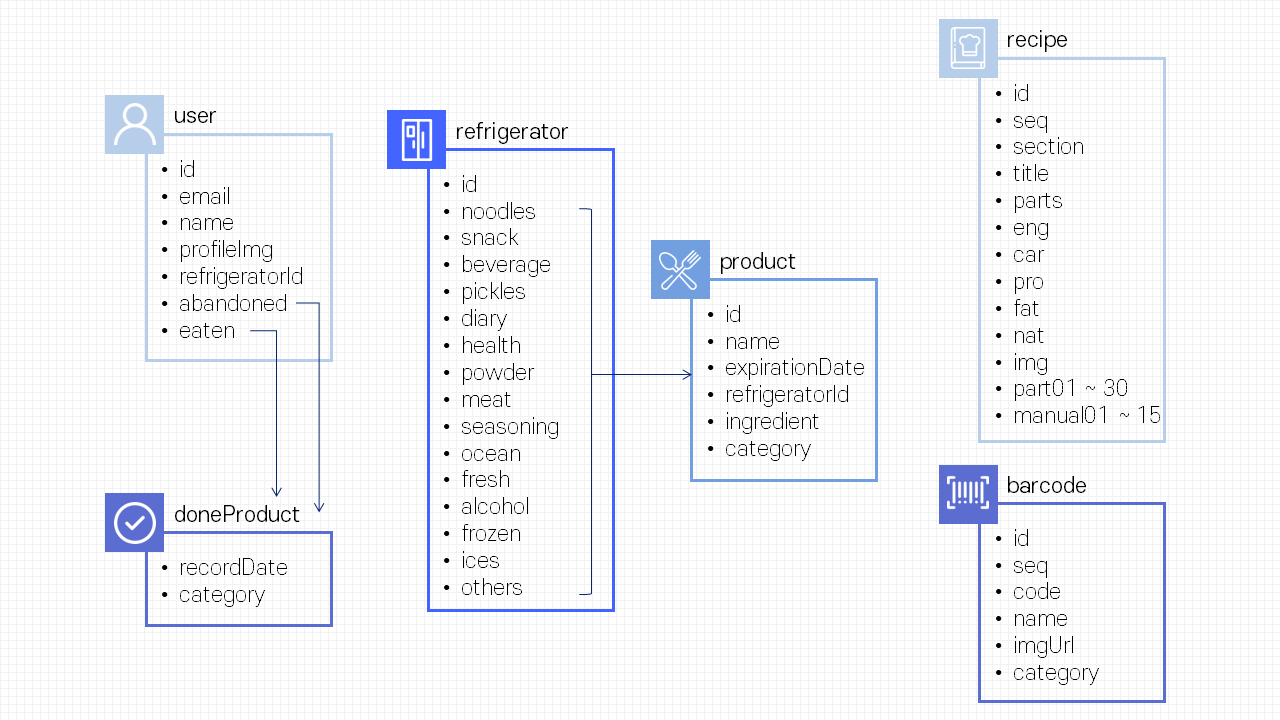 user
• id
• email
• name
• profileImg
• refrigeratorId
• abandoned
• eaten
doneProduct
• recordDate
• category
refrigerator
• id
• noodles
• snack
• beverage
• pickles
• diary
• health
• powder
• meat
• seasoning
• ocean
• fresh
• alcohol
• frozen
• ices
• others
product
• id
• name
• expirationDate
• refrigeratorId
• ingredient
• category
recipe
• id
• seq
• section
• title
• parts
• eng
• car
• pro
• fat
• nat
• img
• part01 ~ 30
• manual01 ~ 15
barcode
• id
• seq
• code
• name
• imgUrl
• category